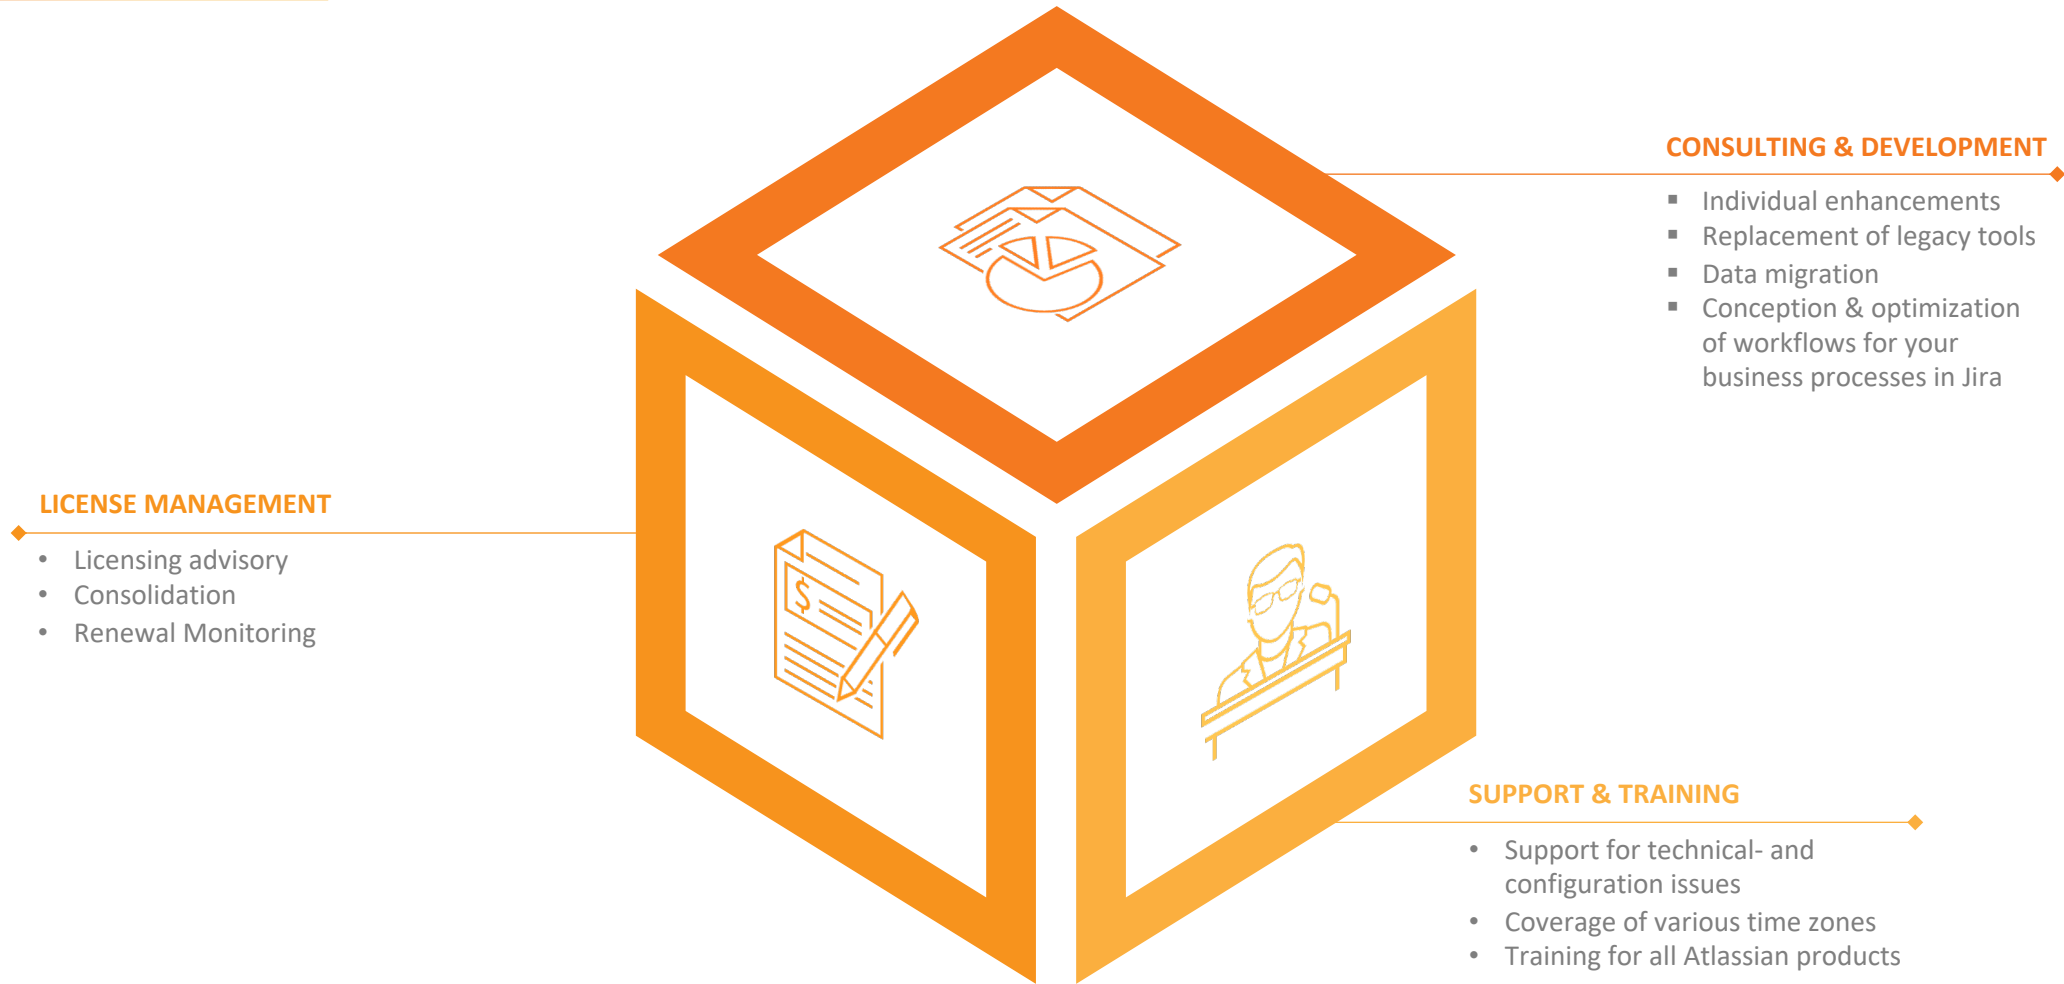 CONSULTING & DEVELOPMENT
▪ Individual enhancements
▪ Replacement of legacy tools
▪ Data migration
▪ Conception & optimization
of workflows for your
business processes in Jira
LICENSE MANAGEMENT
• Licensing advisory
• Consolidation
• Renewal Monitoring
$
SUPPORT & TRAINING
• Support for technical- and
configuration issues
• Coverage of various time zones
• Training for all Atlassian products